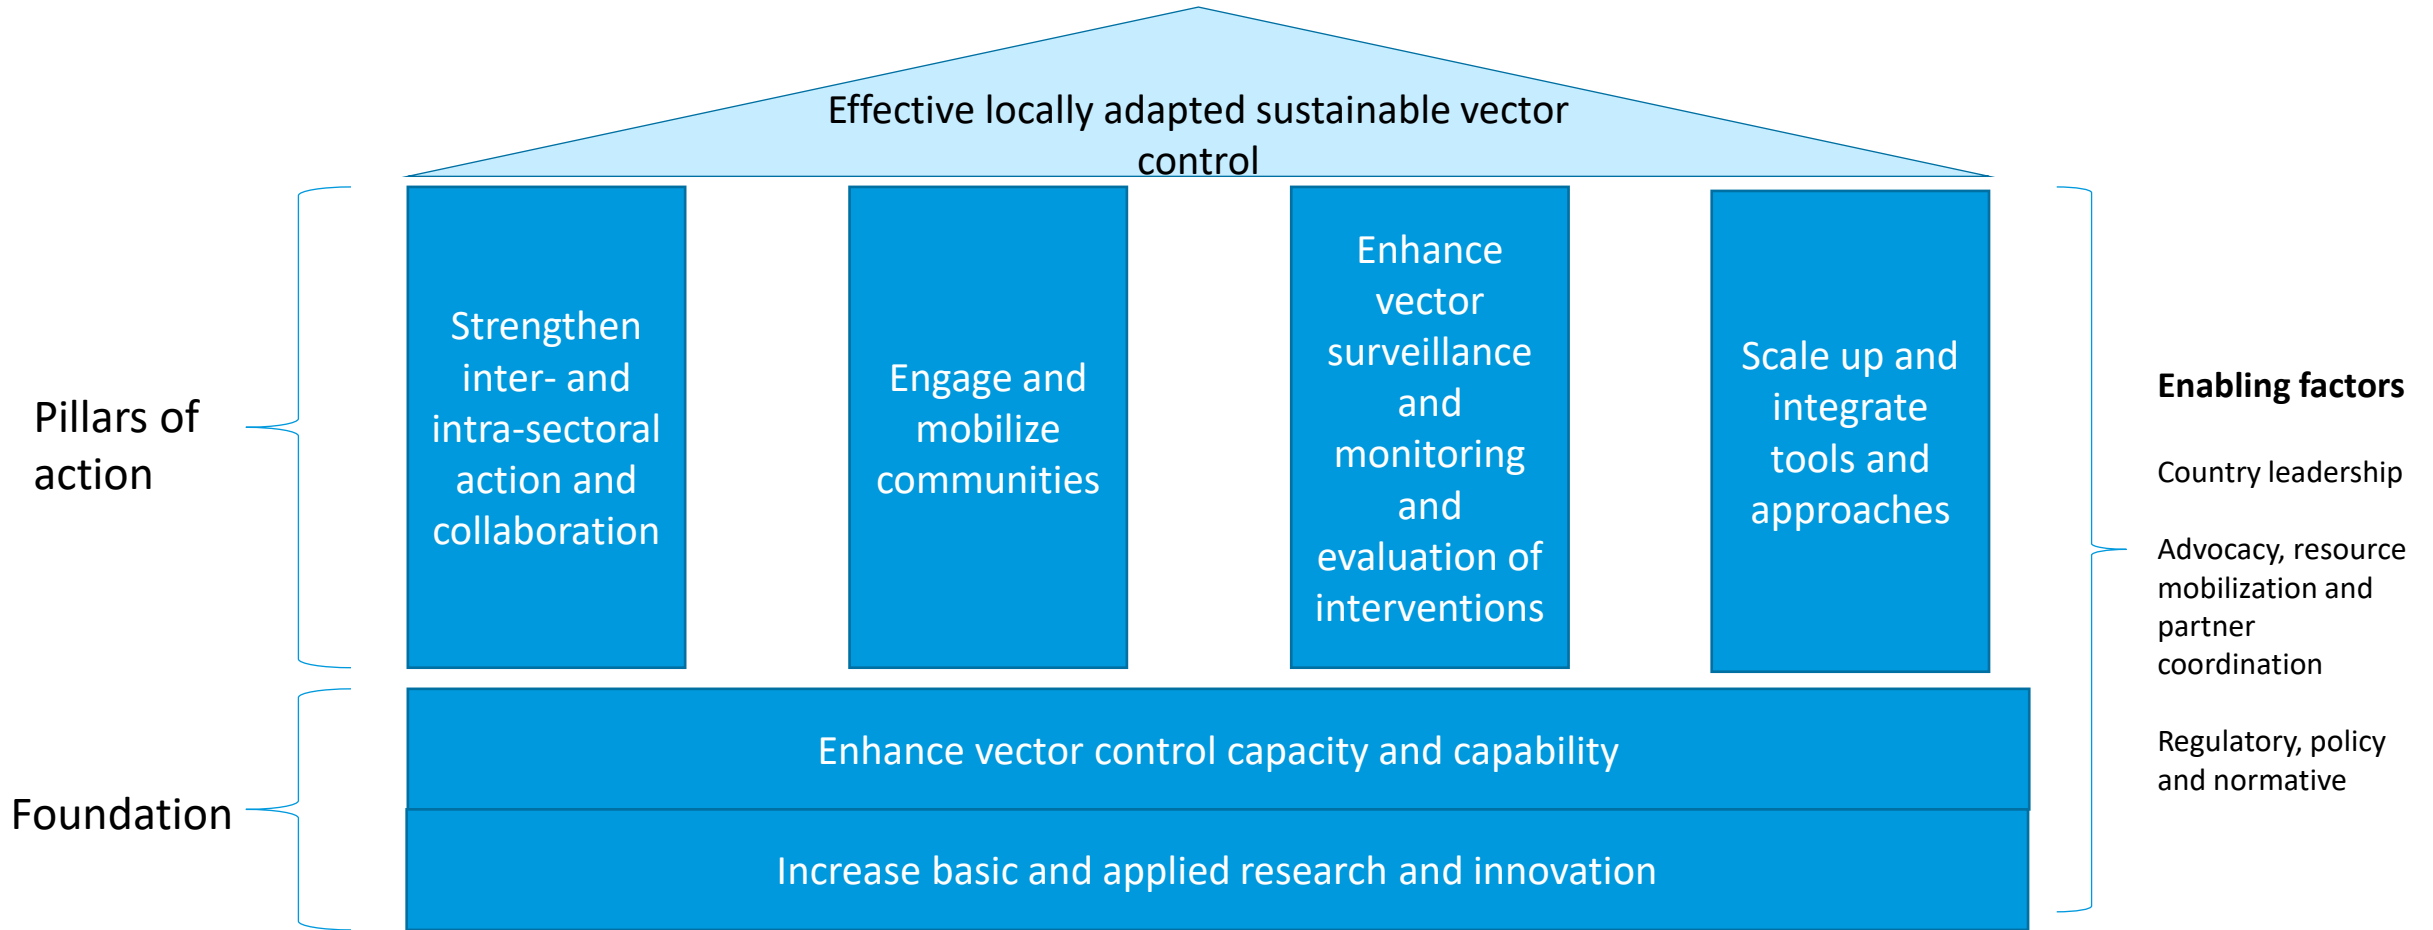 Effective locally adapted sustainable vector
control
Pillars of
action
Strengthen
inter- and
intra-sectoral
action and
collaboration
Engage and
mobilize
communities
Enhance
vector
surveillance
and
monitoring
and
evaluation of
interventions
Scale up and
integrate
tools and
approaches
Enabling factors
Country leadership
Advocacy, resource
mobilization and
partner
coordination
Regulatory, policy
and normative
Foundation
Enhance vector control capacity and capability
Increase basic and applied research and innovation